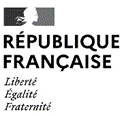 RÉPUBLIQUE
FRANÇAISE
Liberté
Égalité
Fraternité